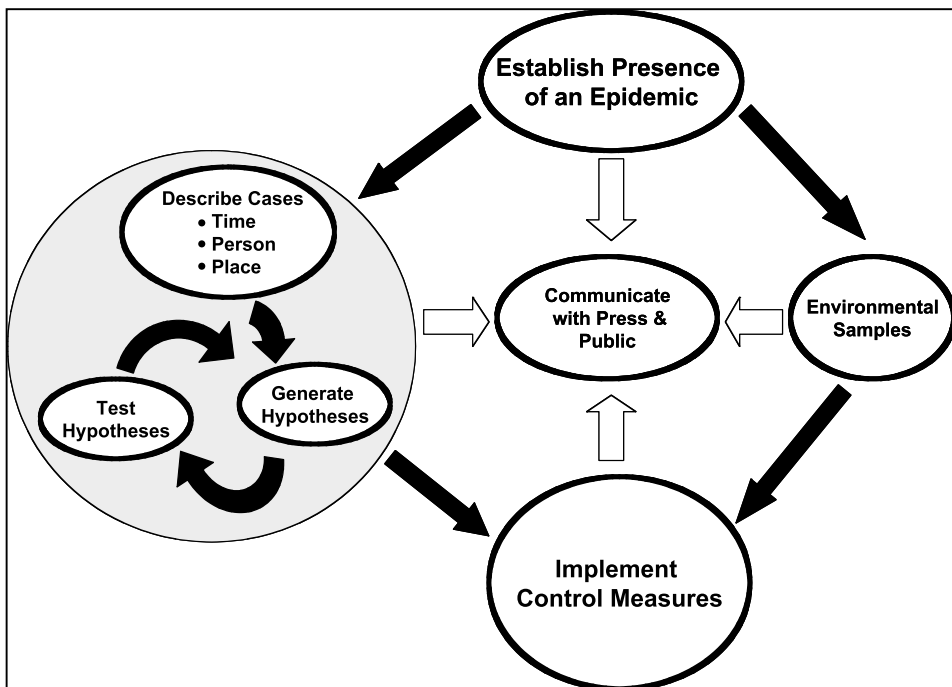 Establish Presence
of an Epidemic
Describe Cases
• Time
• Person
• Place
Communicate
with Press &
Public
Environmental
Samples
Test
Hypotheses
Generate
Hypotheses
Implement
Control Measures